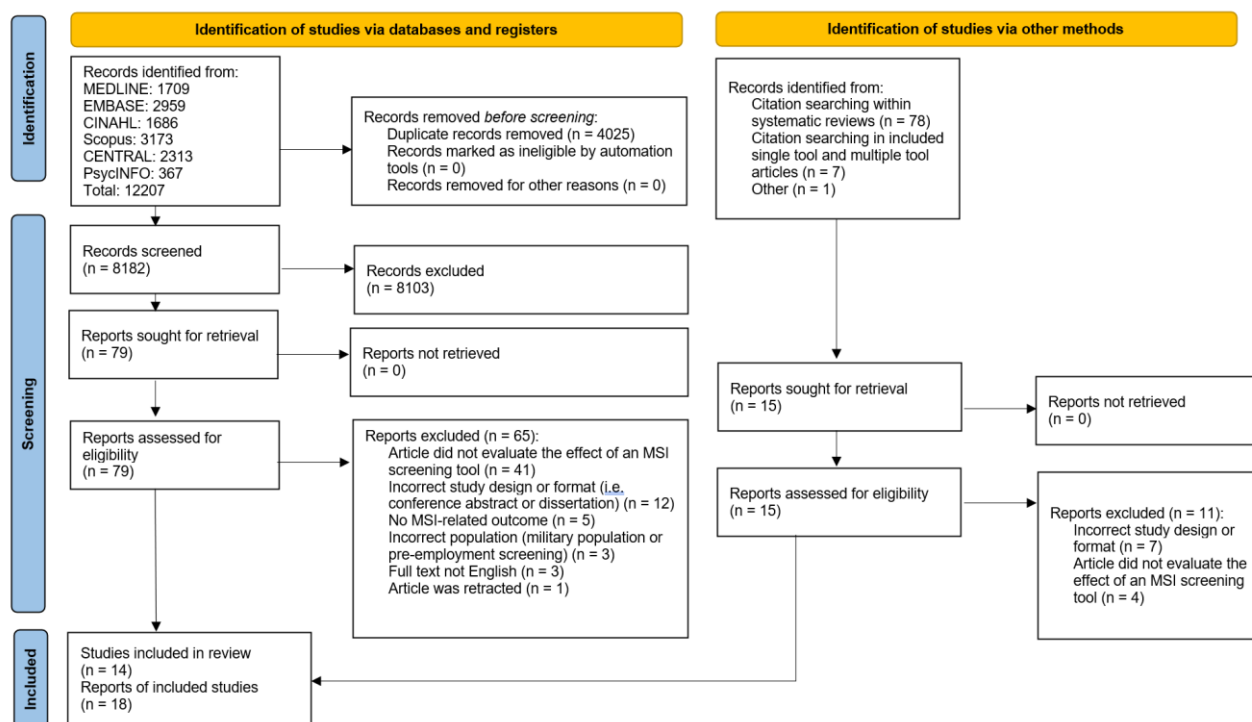 Identification of studies via databases and registers
Identification of studies via other methods
Identification
Records identified from:
MEDLINE: 1709
EMBASE: 2959
CINAHL: 1686
Scopus: 3173
CENTRAL: 2313
PsycINFO: 367
Total: 12207
Records removed before screening:
Duplicate records removed (n = 4025)
Records marked as ineligible by automation
tools (n = 0)
Records removed for other reasons (n = 0)
Records identified from:
Citation searching within
systematic reviews (n = 78)
Citation searching in included
single tool and multiple tool
articles (n = 7)
Other (n = 1)
Screening
Records screened
(n = 8182)
Records excluded
(n = 8103)
Reports sought for retrieval
(n = 79)
Reports not retrieved
(n = 0)
Reports sought for retrieval
(n = 15)
Reports not retrieved
(n = 0)
Reports assessed for
eligibility
(n = 79)
Reports excluded (n = 65):
Article did not evaluate the effect of an MSI
screening tool (n = 41)
Incorrect study design or format (i.e.
conference abstract or dissertation) (n = 12)
No MSI-related outcome (n = 5)
Incorrect population (military population or
pre-employment screening) (n = 3)
Full text not English (n = 3)
Article was retracted (n = 1)
Reports assessed for eligibility
(n = 15)
Reports excluded (n = 11):
Incorrect study design or
format (n = 7)
Article did not evaluate the
effect of an MSI screening
tool (n = 4)
Included
Studies included in review
(n = 14)
Reports of included studies
(n = 18)